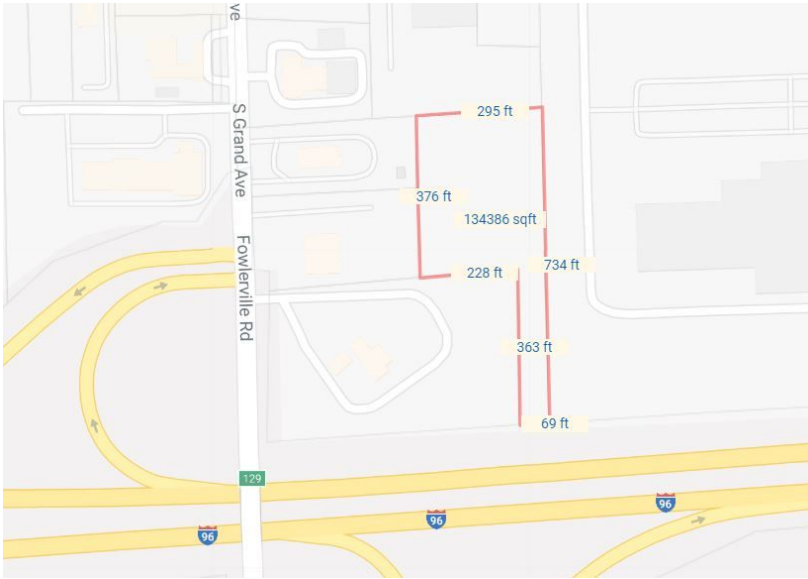 ve
S Grand Ave
295 ft
376 ft
134386 sqft
Fowlerville Rd
228 ft
734 ft
363 ft
69 ft
129
96
96
96